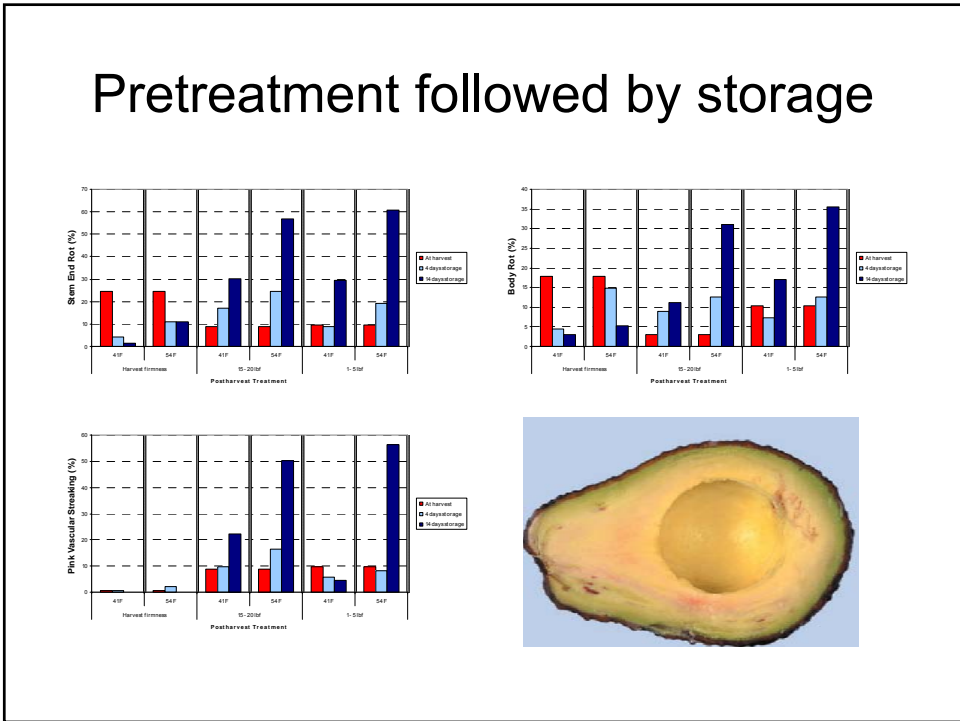 Pretreatment followed by storage
Stem End Rot (%)
70
60
50
40
30
20
10
0
41F 54F 41F 54F 41F 54F
Harvest firmness 15-20lbf 1-5lbf
Postharvest Treatment
At harvest
4 days storage
14 days storage
Body Rot (%)
40
35
30
25
20
15
10
5
0
41F 54F 41F 54F 41F 54F
Harvest firmness 15-20lbf 1-5lbf
Postharvest Treatment
At harvest
4 days storage
14 days storage
Pink Vascular Streaking (%)
60
50
40
30
20
10
0
41F 54F 41F 54F 41F 54F
Harvest firmness 15-20lbf 1-5lbf
Postharvest Treatment
At harvest
4 days storage
14 days storage